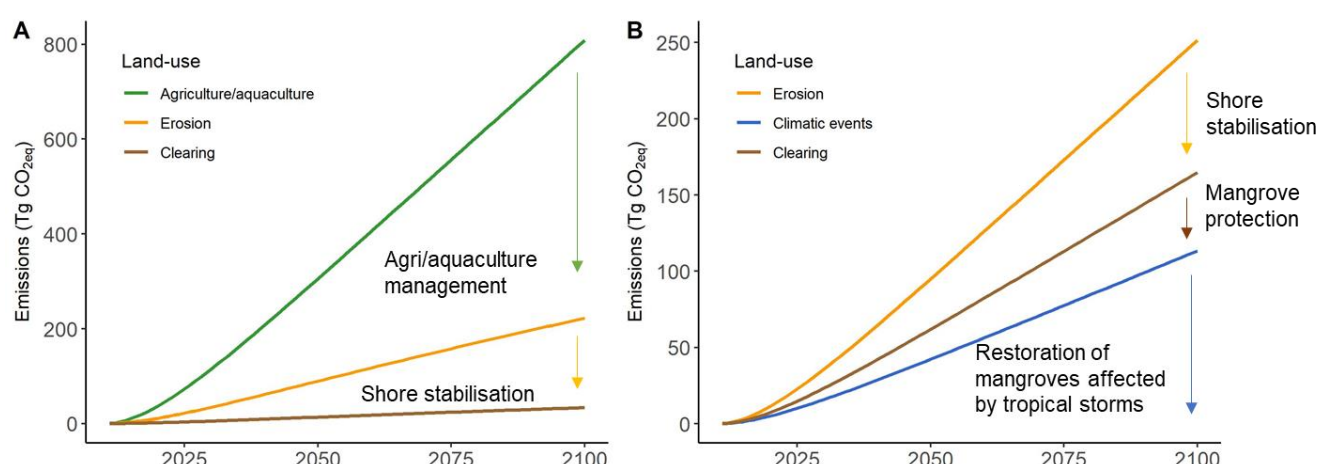 A
800
600
400
200
0
Emissions (Tg CO2eq)
Land-use
Agriculture/aquaculture
Erosion
Clearing
Agri/aquaculture
management
Shore stabilisation
2025
2050
2075
2100
B
250
200
150
100
50
0
Emissions (Tg CO2eq)
Land-use
Erosion
Climatic events
Clearing
Shore
stabilisation
Mangrove
protection
Restoration of
mangroves affected
by tropical storms
2025
2050
2075
2100